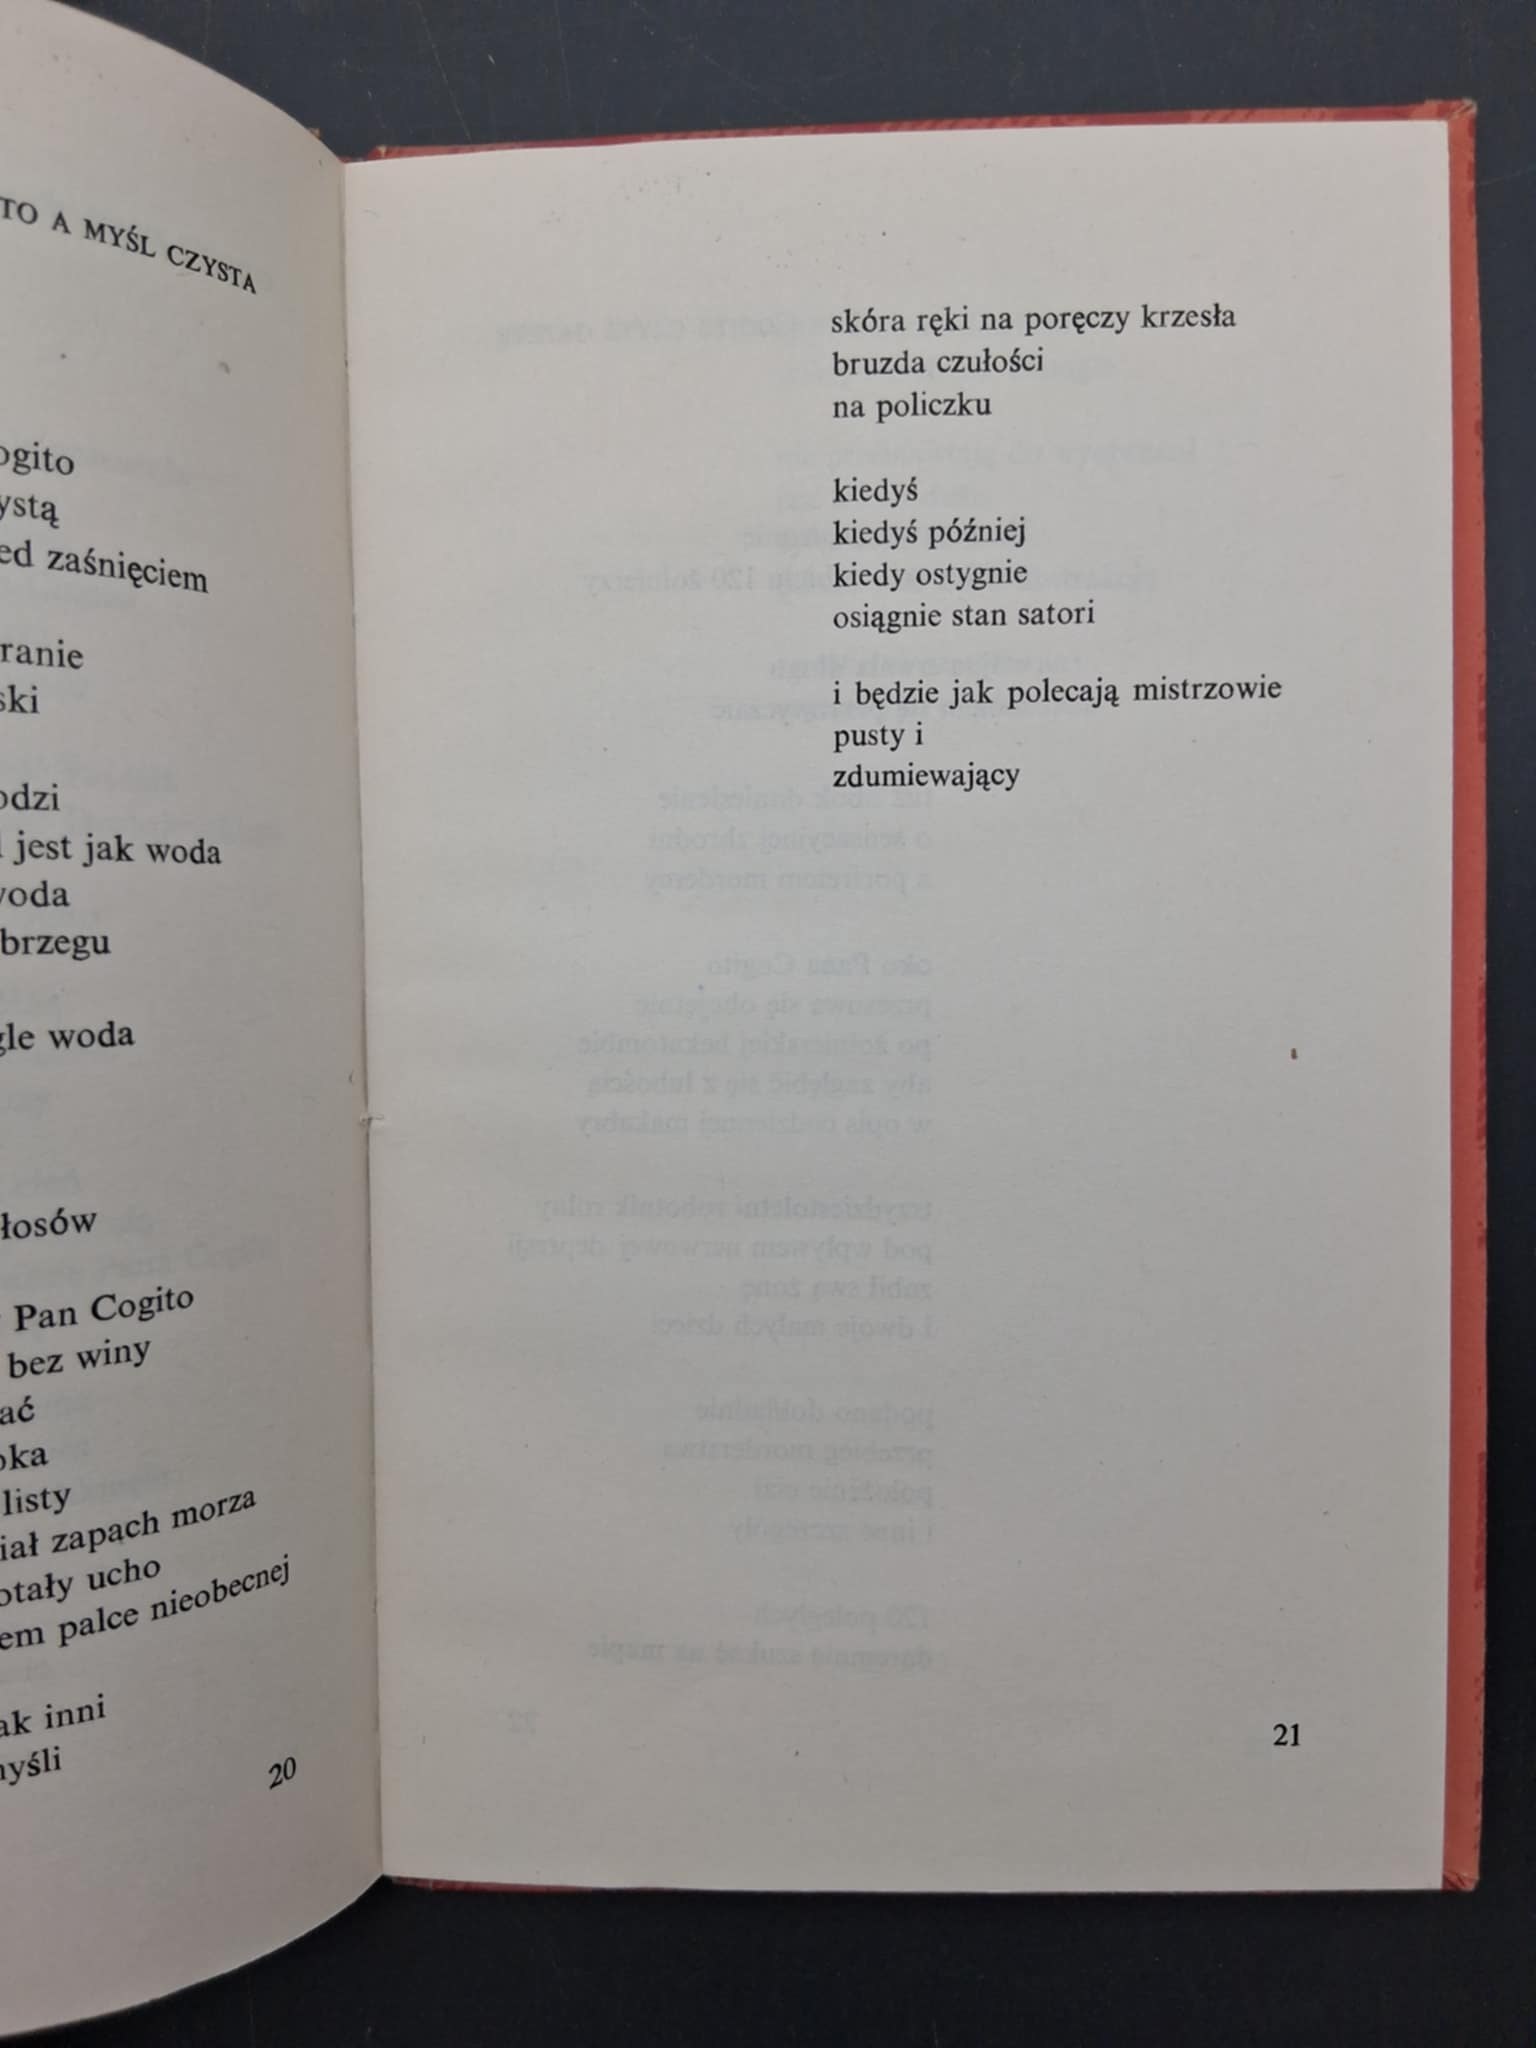 TO A MYŚL CZYSTA
ogito
ystą
ed zaśnięciem
ranie
ski
odzi
jest jak woda
woda
brzegu
gle woda
łosów
Pan Cogito
bez winy
ać
oka
listy
iał zapach morza
otały ucho
em palce nieobecnej
ak inni
myśli
20
skóra ręki na poręczy krzesła
bruzda czułości
na policzku
kiedyś
kiedyś później
kiedy ostygnie
osiągnie stan satori
i będzie jak polecają mistrzowie
pusty i
zdumiewający
21